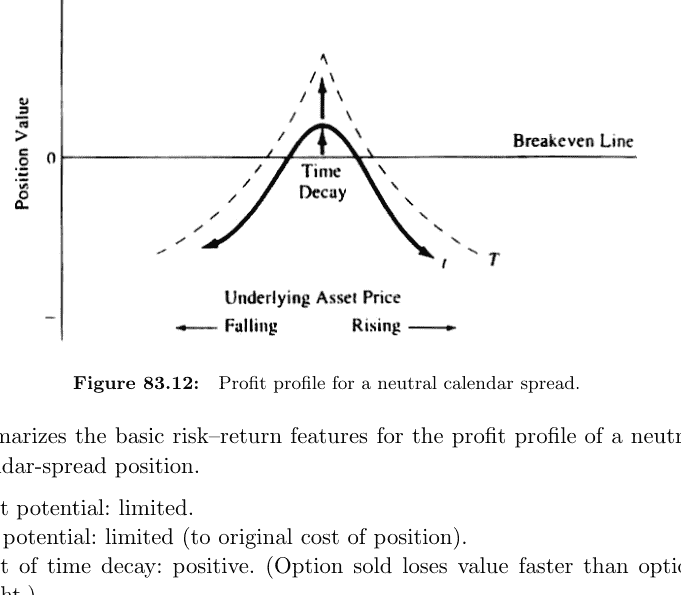 Position Value
0
Breakeven Line
Time
Decay
t
T
–
Underlying Asset Price
Falling
Rising
Figure 83.12: Profit profile for a neutral calendar spread.
marizes the basic risk–return features for the profit profile of a neutr
ndar-spread position.
t potential: limited.
potential: limited (to original cost of position).
t of time decay: positive. (Option sold loses value faster than optio